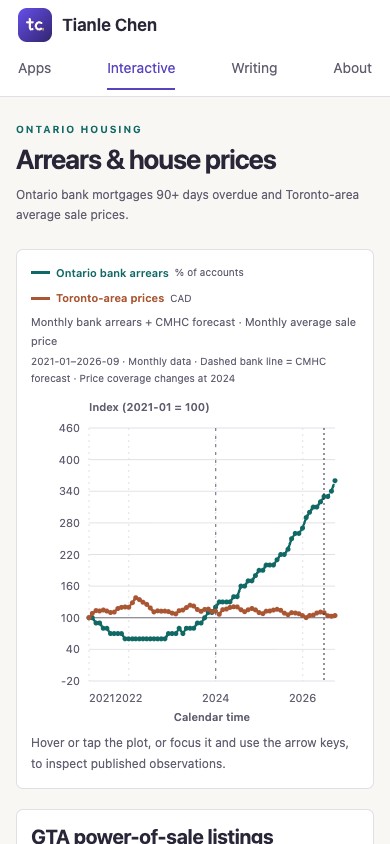 tc
Tianle Chen
Apps Interactive Writing About
ONTARIO HOUSING
Arrears & house prices
Ontario bank mortgages 90+ days overdue and Toronto-area
average sale prices.
Ontario bank arrears % of accounts
Toronto-area prices CAD
Monthly bank arrears + CMHC forecast · Monthly average sale
price
2021-01–2026-09 · Monthly data · Dashed bank line = CMHC
forecast · Price coverage changes at 2024
Index (2021-01 = 100)
460
400
340
280
220
160
100
40
-20
2021 2022 2024 2026
Calendar time
Hover or tap the plot, or focus it and use the arrow keys,
to inspect published observations.
GTA power-of-sale listings